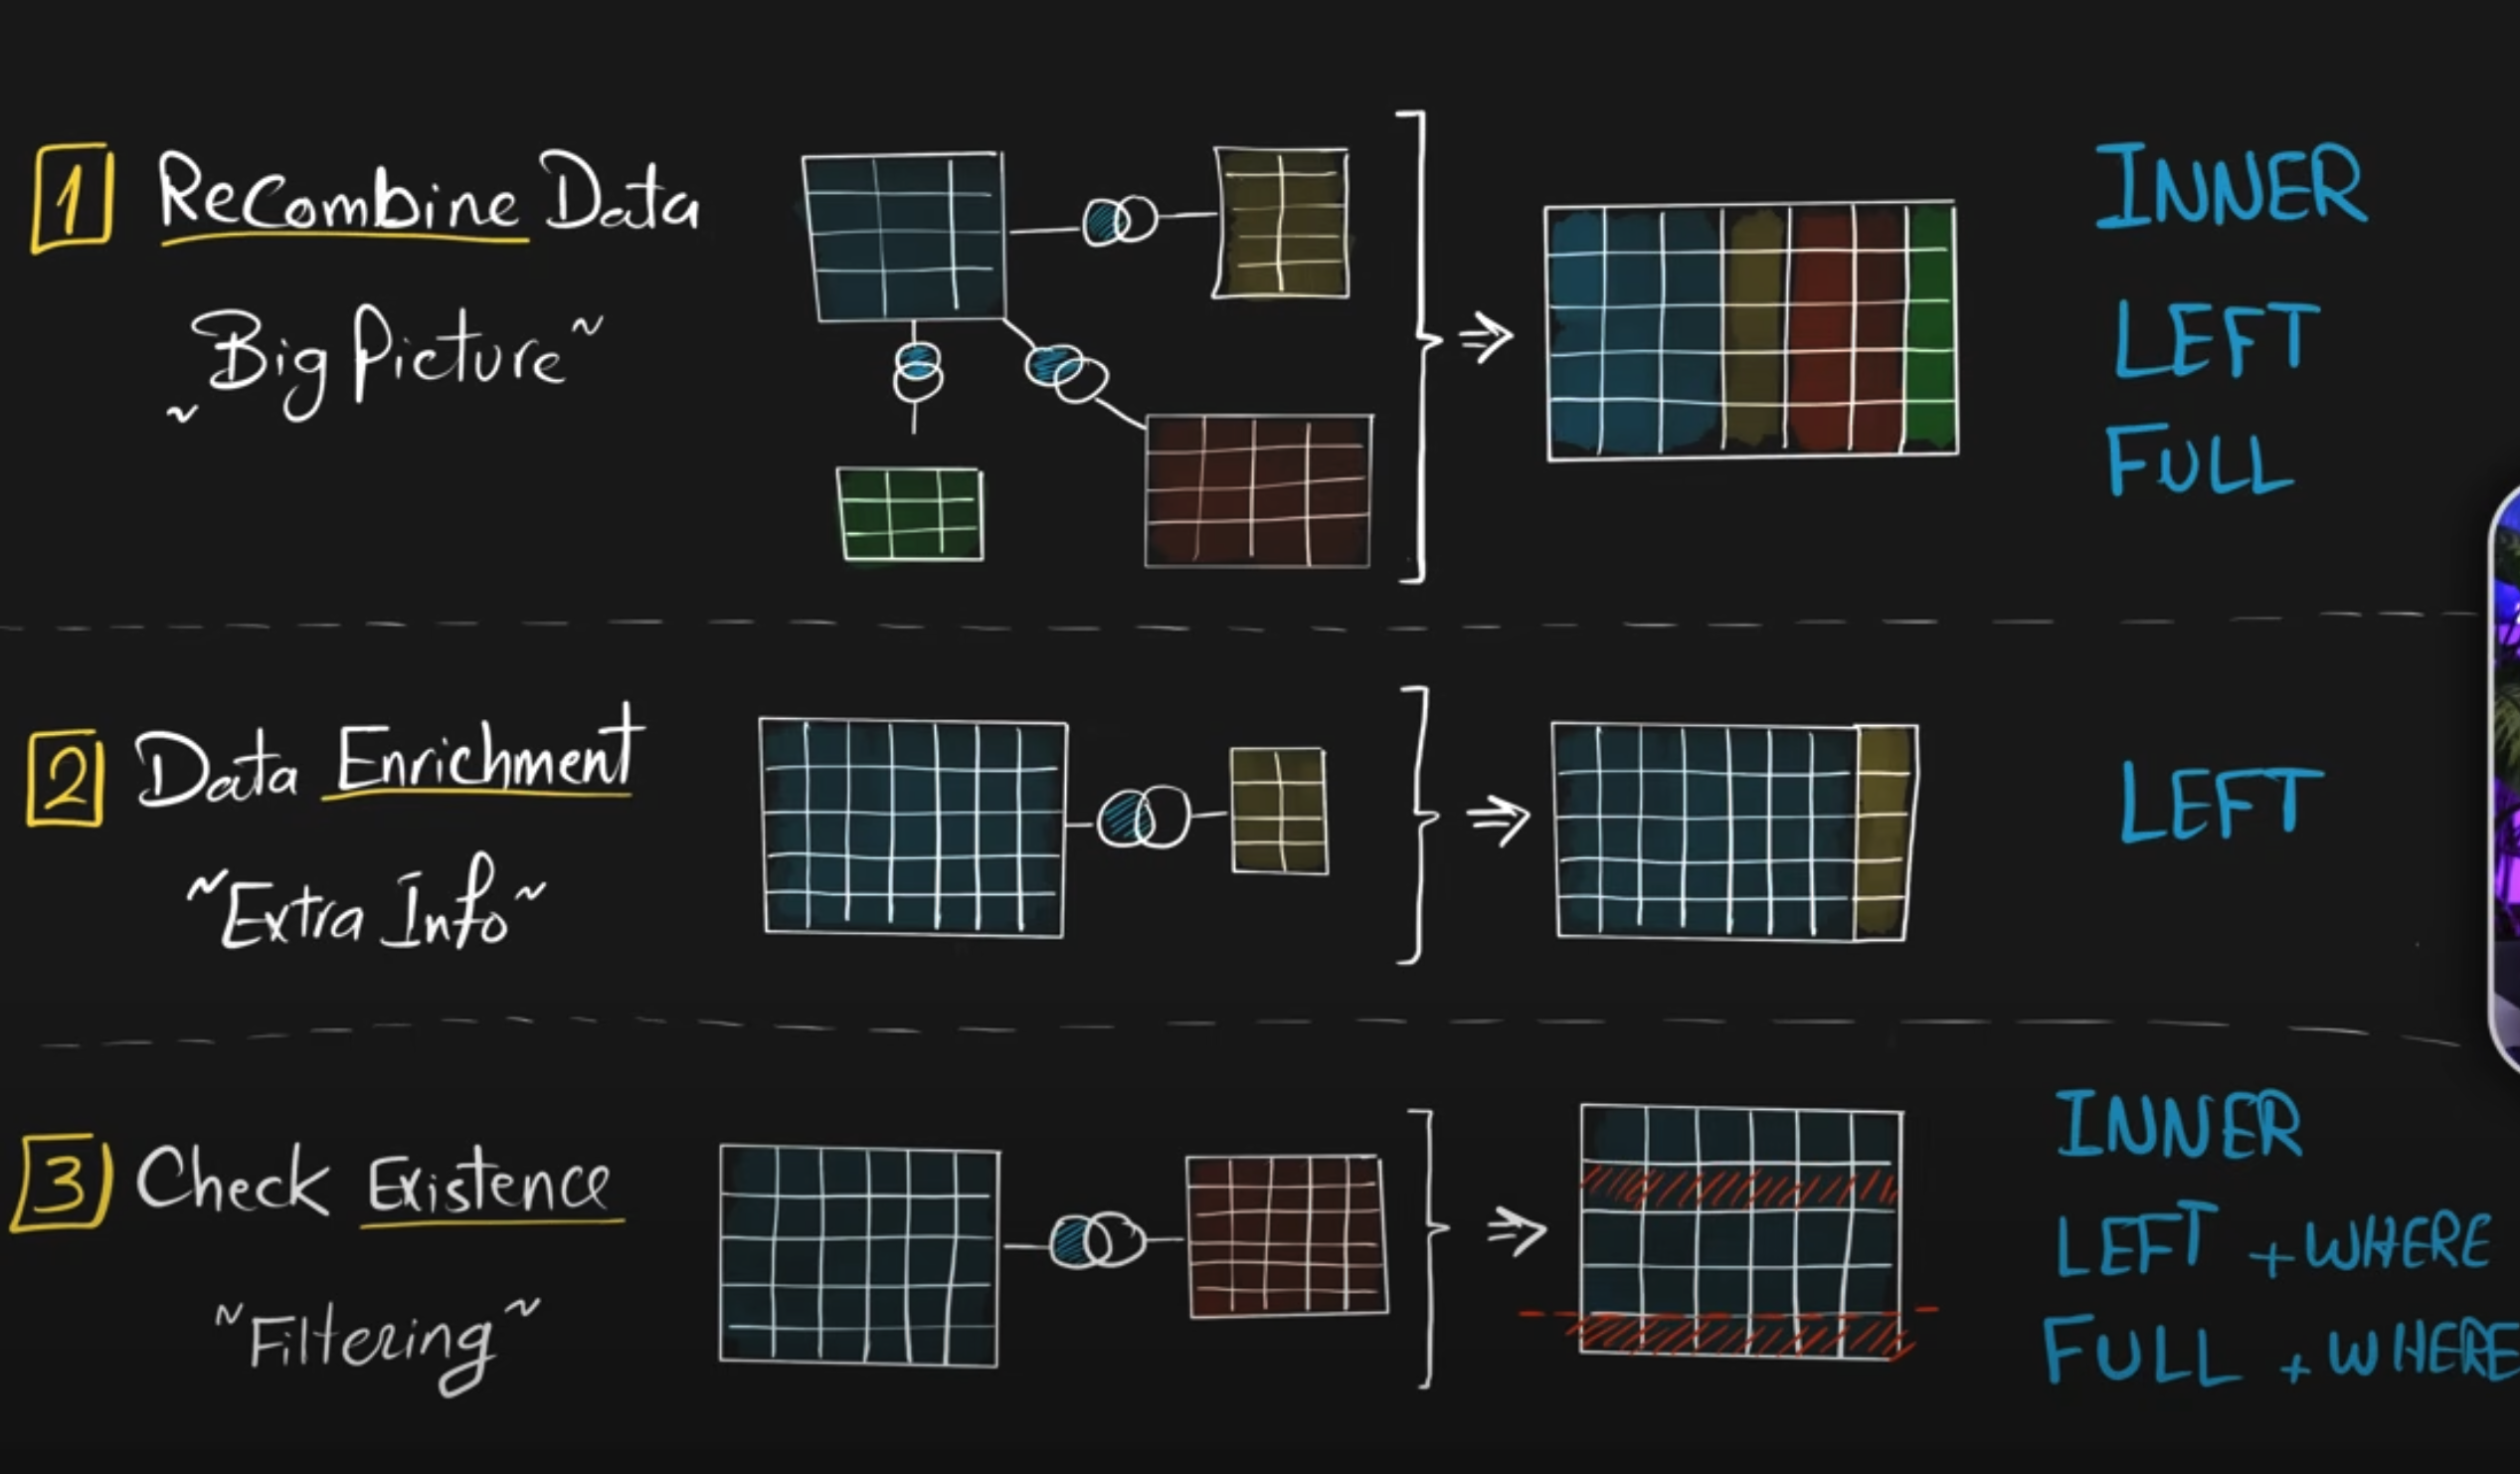 1 ReCombine Data
~ Big Picture ~
INNER
LEFT
FULL
2 Data Enrichment
~ Extra Info ~
LEFT
3 Check Existence
~ Filtering ~
INNER
LEFT + WHERE
FULL + WHERE